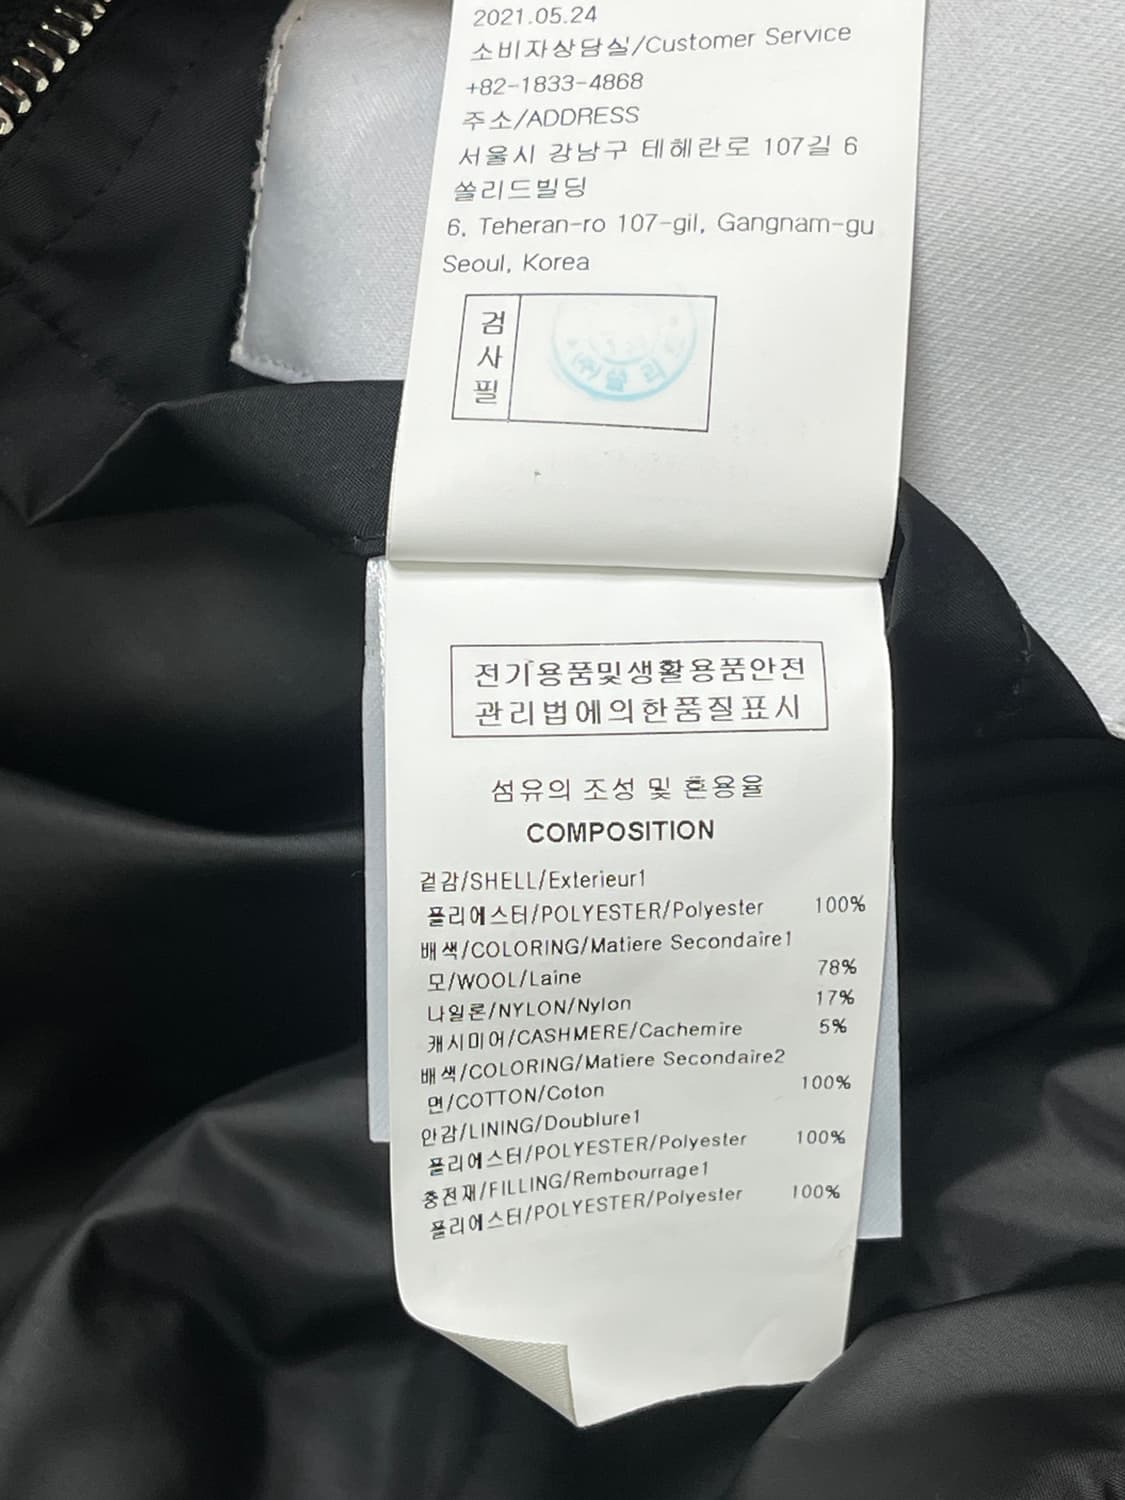 2021.05.24
소비자상담실/Customer Service
+82-1833-4868
주소/ADDRESS
서울시 강남구 테헤란로 107길 6
쏠리드빌딩
6, Teheran-ro 107-gil, Gangnam-gu
Seoul, Korea
검사필
(주)쏠리
전기용품및생활용품안전
관리법에의한품질표시
섬유의 조성 및 혼용율
COMPOSITION
겉감/SHELL/Exterieur1
폴리에스터/POLYESTER/Polyester 100%
배색/COLORING/Matiere Secondaire1
모/WOOL/Laine 78%
나일론/NYLON/Nylon 17%
캐시미어/CASHMERE/Cachemire 5%
배색/COLORING/Matiere Secondaire2
면/COTTON/Coton 100%
안감/LINING/Doublure1
폴리에스터/POLYESTER/Polyester 100%
충전재/FILLING/Rembourrage1
폴리에스터/POLYESTER/Polyester 100%